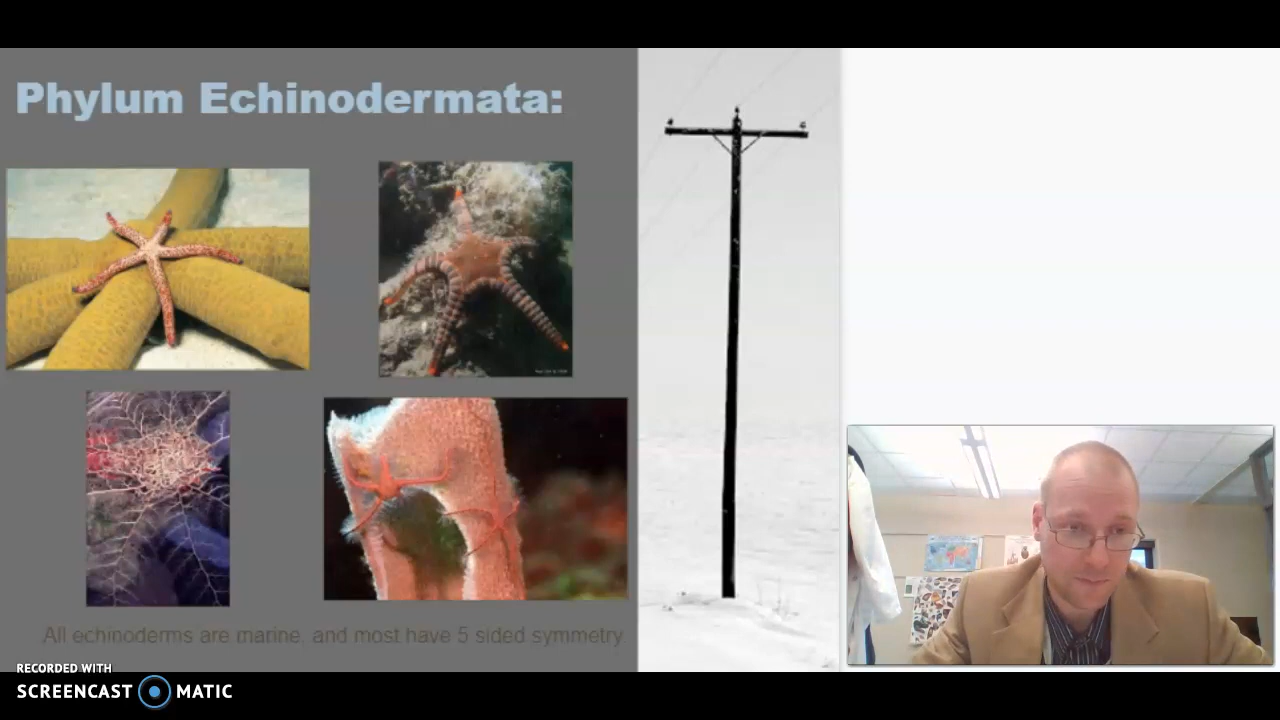 Phylum Echinodermata:
All echinoderms are marine, and most have 5 sided symmetry
RECORDED WITH
SCREENCAST MATIC